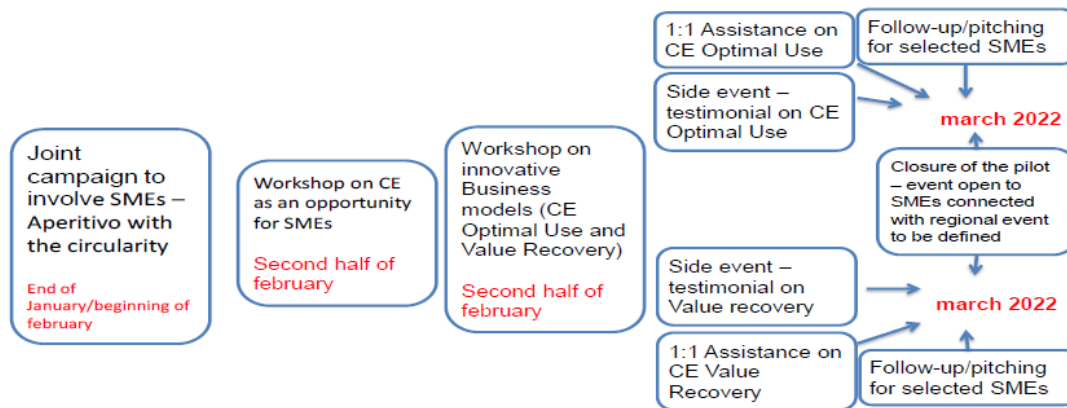 Joint
campaign to
involve SMEs –
Aperitivo with
the circularity
End of
January/beginning of
february
Workshop on CE
as an opportunity
for SMEs
Second half of
february
Workshop on
innovative
Business
models (CE
Optimal Use and
Value Recovery)
Second half of
february
1:1 Assistance on
CE Optimal Use
Follow-up/pitching
for selected SMEs
Side event –
testimonial on CE
Optimal Use
march 2022
Closure of the pilot
– event open to
SMEs connected
with regional event
to be defined
Side event –
testimonial on
Value recovery
march 2022
1:1 Assistance on
CE Value
Recovery
Follow-up/pitching
for selected SMEs